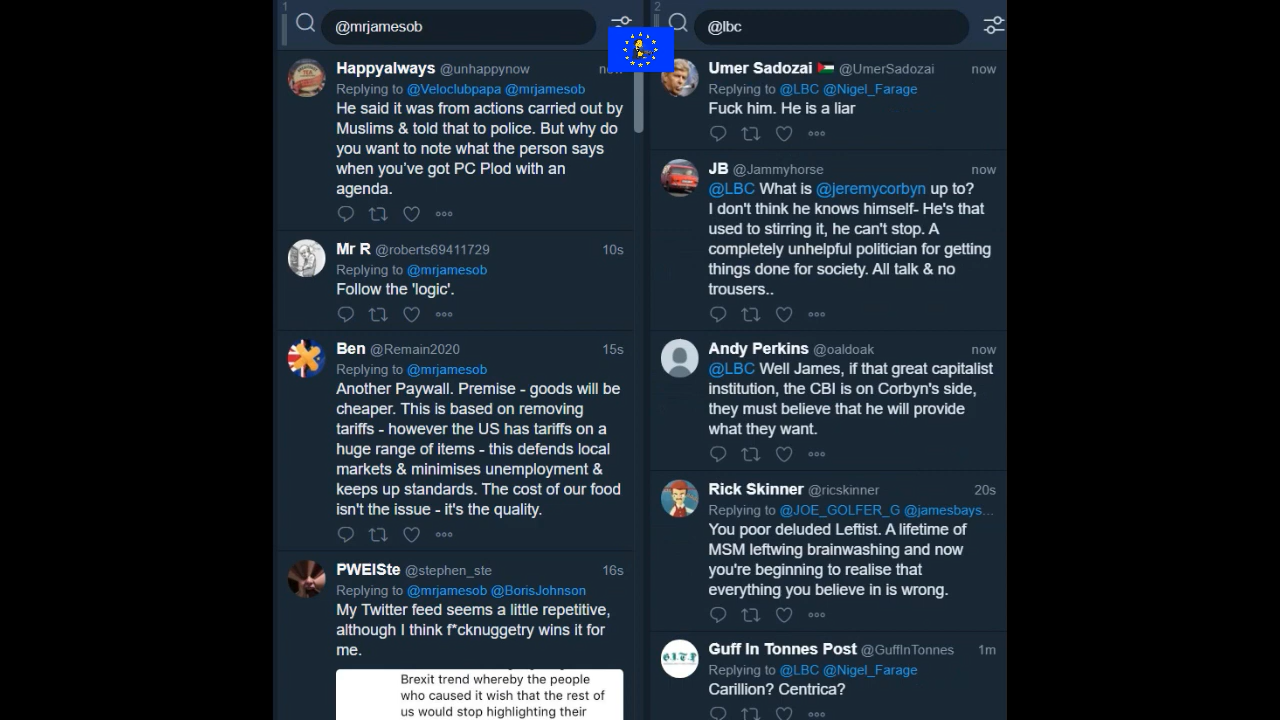 1
@mrjamesob
Happyalways @unhappynow now
Replying to @Veloclubpapa @mrjamesob
He said it was from actions carried out by
Muslims & told that to police. But why do
you want to note what the person says
when you've got PC Plod with an
agenda.
Mr R @roberts69411729 10s
Replying to @mrjamesob
Follow the 'logic'.
Ben @Remain2020 15s
Replying to @mrjamesob
Another Paywall. Premise - goods will be
cheaper. This is based on removing
tariffs - however the US has tariffs on a
huge range of items - this defends local
markets & minimises unemployment &
keeps up standards. The cost of our food
isn't the issue - it's the quality.
PWEISte @stephen_ste 16s
Replying to @mrjamesob @BorisJohnson
My Twitter feed seems a little repetitive,
although I think f*cknuggetry wins it for
me.
Brexit trend whereby the people
who caused it wish that the rest of
us would stop highlighting their
2
@lbc
Umer Sadozai @UmerSadozai now
Replying to @LBC @Nigel_Farage
Fuck him. He is a liar
JB @Jammyhorse now
@LBC What is @jeremycorbyn up to?
I don't think he knows himself- He's that
used to stirring it, he can't stop. A
completely unhelpful politician for getting
things done for society. All talk & no
trousers..
Andy Perkins @oaldoak now
@LBC Well James, if that great capitalist
institution, the CBI is on Corbyn's side,
they must believe that he will provide
what they want.
Rick Skinner @ricskinner 20s
Replying to @JOE_GOLFER_G @jamesbays...
You poor deluded Leftist. A lifetime of
MSM leftwing brainwashing and now
you're beginning to realise that
everything you believe in is wrong.
Guff In Tonnes Post @GuffInTonnes 1m
Replying to @LBC @Nigel_Farage
Carillion? Centrica?